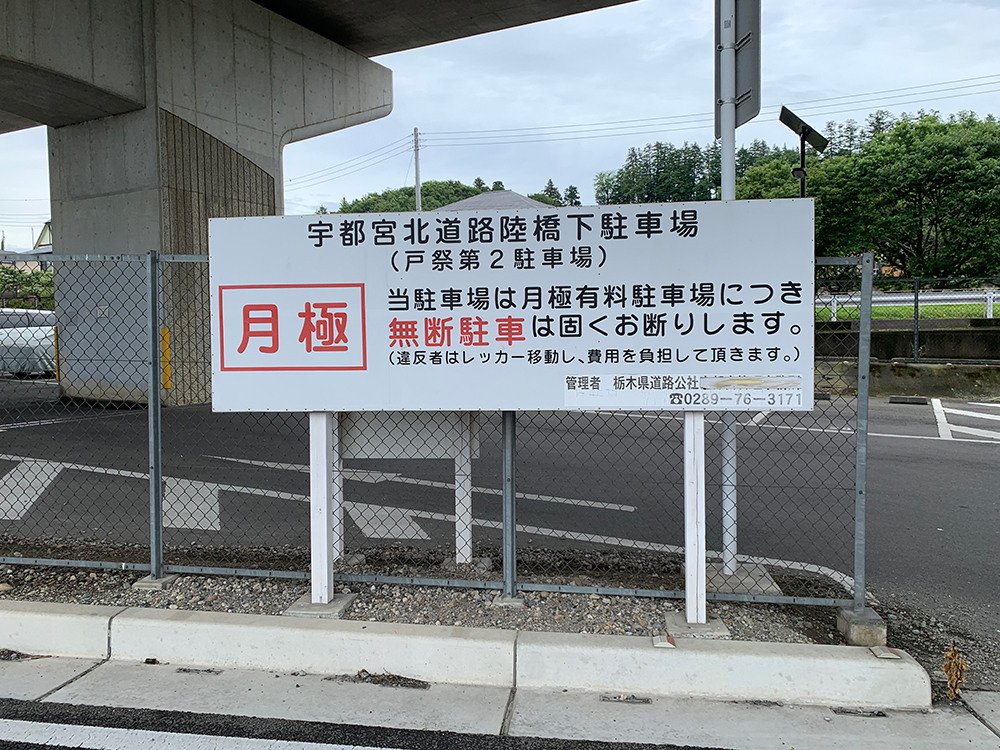 宇都宮北道路陸橋下駐車場
（戸祭第２駐車場）
月極
当駐車場は月極有料駐車場につき
無断駐車は固くお断りします。
（違反者はレッカー移動し、費用を負担して頂きます。）
管理者　栃木県道路公社
☎0289－76－3171